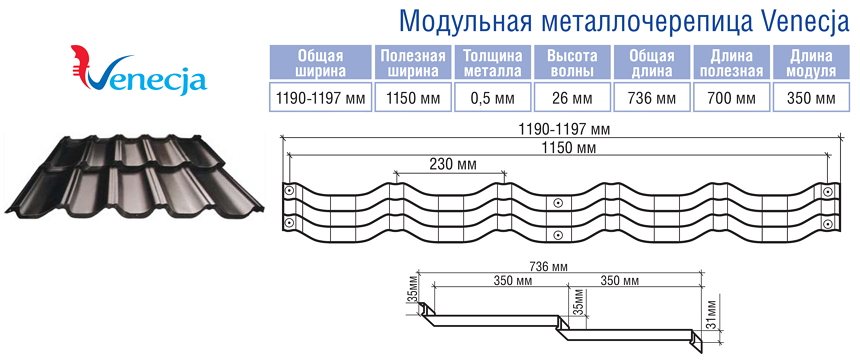 Модульная металлочерепица Venecja
Venecja
Общая ширина Полезная ширина Толщина металла Высота волны Общая длина Длина полезная Длина модуля
1190-1197 мм 1150 мм 0,5 мм 26 мм 736 мм 700 мм 350 мм
1190-1197 мм
1150 мм
230 мм
736 мм
350 мм 350 мм
35мм
35мм
31мм